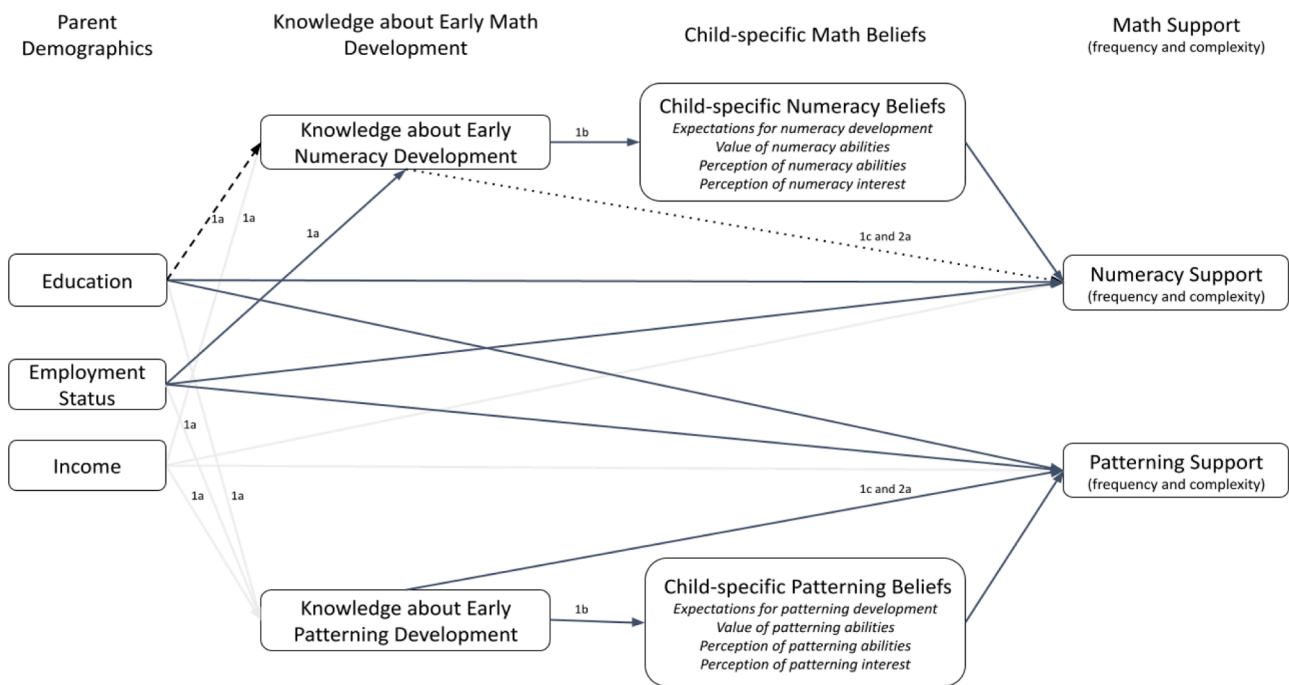 Parent
Demographics
Knowledge about Early Math
Development
Child-specific Math Beliefs
Math Support
(frequency and complexity)
Child-specific Numeracy Beliefs
Expectations for numeracy development
Value of numeracy abilities
Perception of numeracy abilities
Perception of numeracy interest
Knowledge about Early
Numeracy Development
1b
1a
1a
1a
1c and 2a
Education
Numeracy Support
(frequency and complexity)
Employment
Status
1a
Income
Patterning Support
(frequency and complexity)
1a
1a
1c and 2a
Knowledge about Early
Patterning Development
1b
Child-specific Patterning Beliefs
Expectations for patterning development
Value of patterning abilities
Perception of patterning abilities
Perception of patterning interest